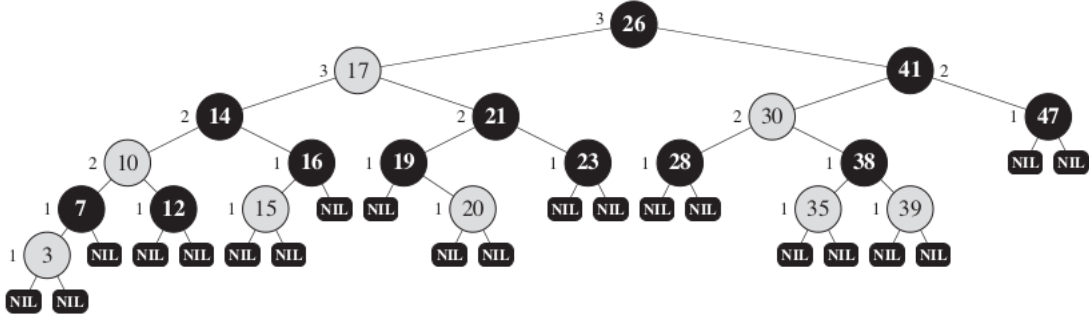 3 26
3 17 41 2
2 14 2 21 2 30 1 47
2 10 1 16 1 19 1 23 1 28 1 38 NIL NIL
1 7 1 12 1 15 NIL NIL 1 20 NIL NIL NIL NIL 1 35 1 39
1 3 NIL NIL NIL NIL NIL NIL NIL NIL NIL NIL NIL
NIL NIL